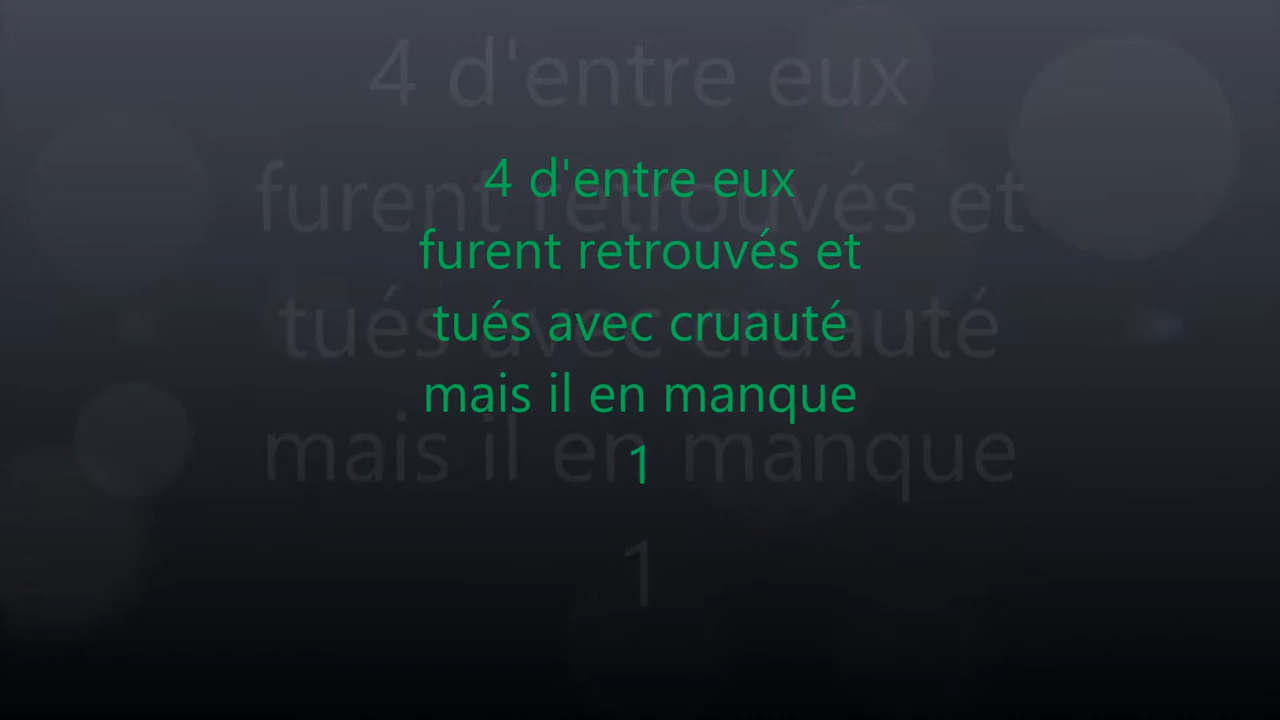 4 d'entre eux
furent retrouvés et
tués avec cruauté
mais il en manque
1